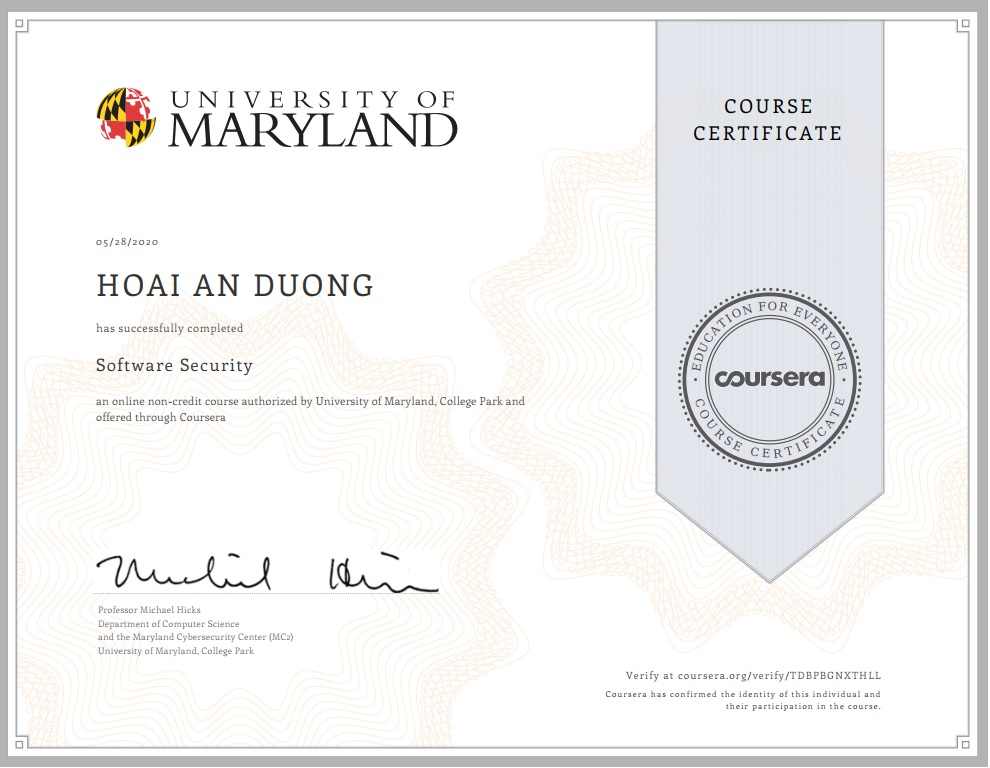 UNIVERSITY OF
MARYLAND
COURSE
CERTIFICATE
05/28/2020
HOAI AN DUONG
has successfully completed
Software Security
an online non-credit course authorized by University of Maryland, College Park and
offered through Coursera
EDUCATION FOR EVERYONE
coursera
COURSE CERTIFICATE
Michael Hicks
Professor Michael Hicks
Department of Computer Science
and the Maryland Cybersecurity Center (MC2)
University of Maryland, College Park
Verify at coursera.org/verify/TDBPBGNXTHLL
Coursera has confirmed the identity of this individual and
their participation in the course.